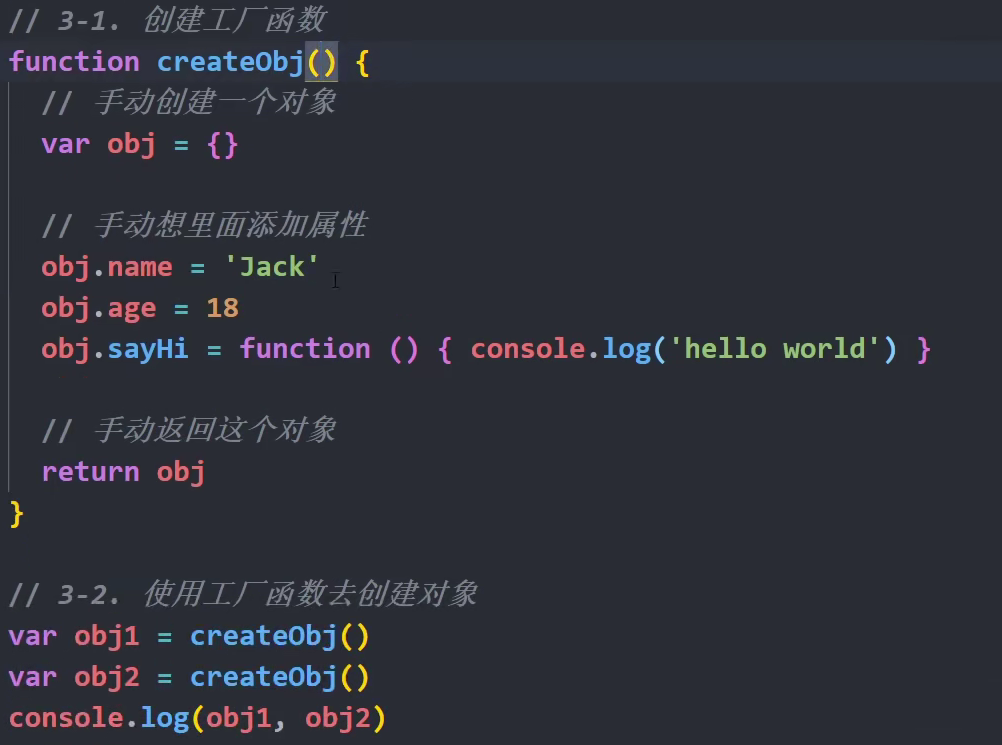 // 3-1. 创建工厂函数
function createObj() {
  // 手动创建一个对象
  var obj = {}
  // 手动想里面添加属性
  obj.name = 'Jack'
  obj.age = 18
  obj.sayHi = function () { console.log('hello world') }
  // 手动返回这个对象
  return obj
}
// 3-2. 使用工厂函数去创建对象
var obj1 = createObj()
var obj2 = createObj()
console.log(obj1, obj2)